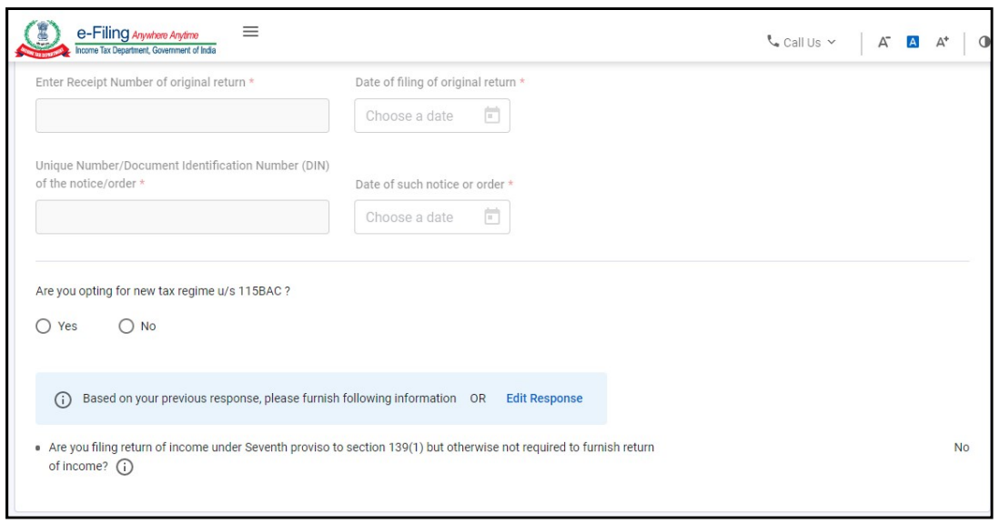 e-Filing Anywhere Anytime
Income Tax Department, Government of India
Call Us
A-
A
A+
Enter Receipt Number of original return *
Date of filing of original return *
Choose a date
Unique Number/Document Identification Number (DIN)
of the notice/order *
Date of such notice or order *
Choose a date
Are you opting for new tax regime u/s 115BAC ?
Yes
No
Based on your previous response, please furnish following information OR Edit Response
Are you filing return of income under Seventh proviso to section 139(1) but otherwise not required to furnish return
of income?
No